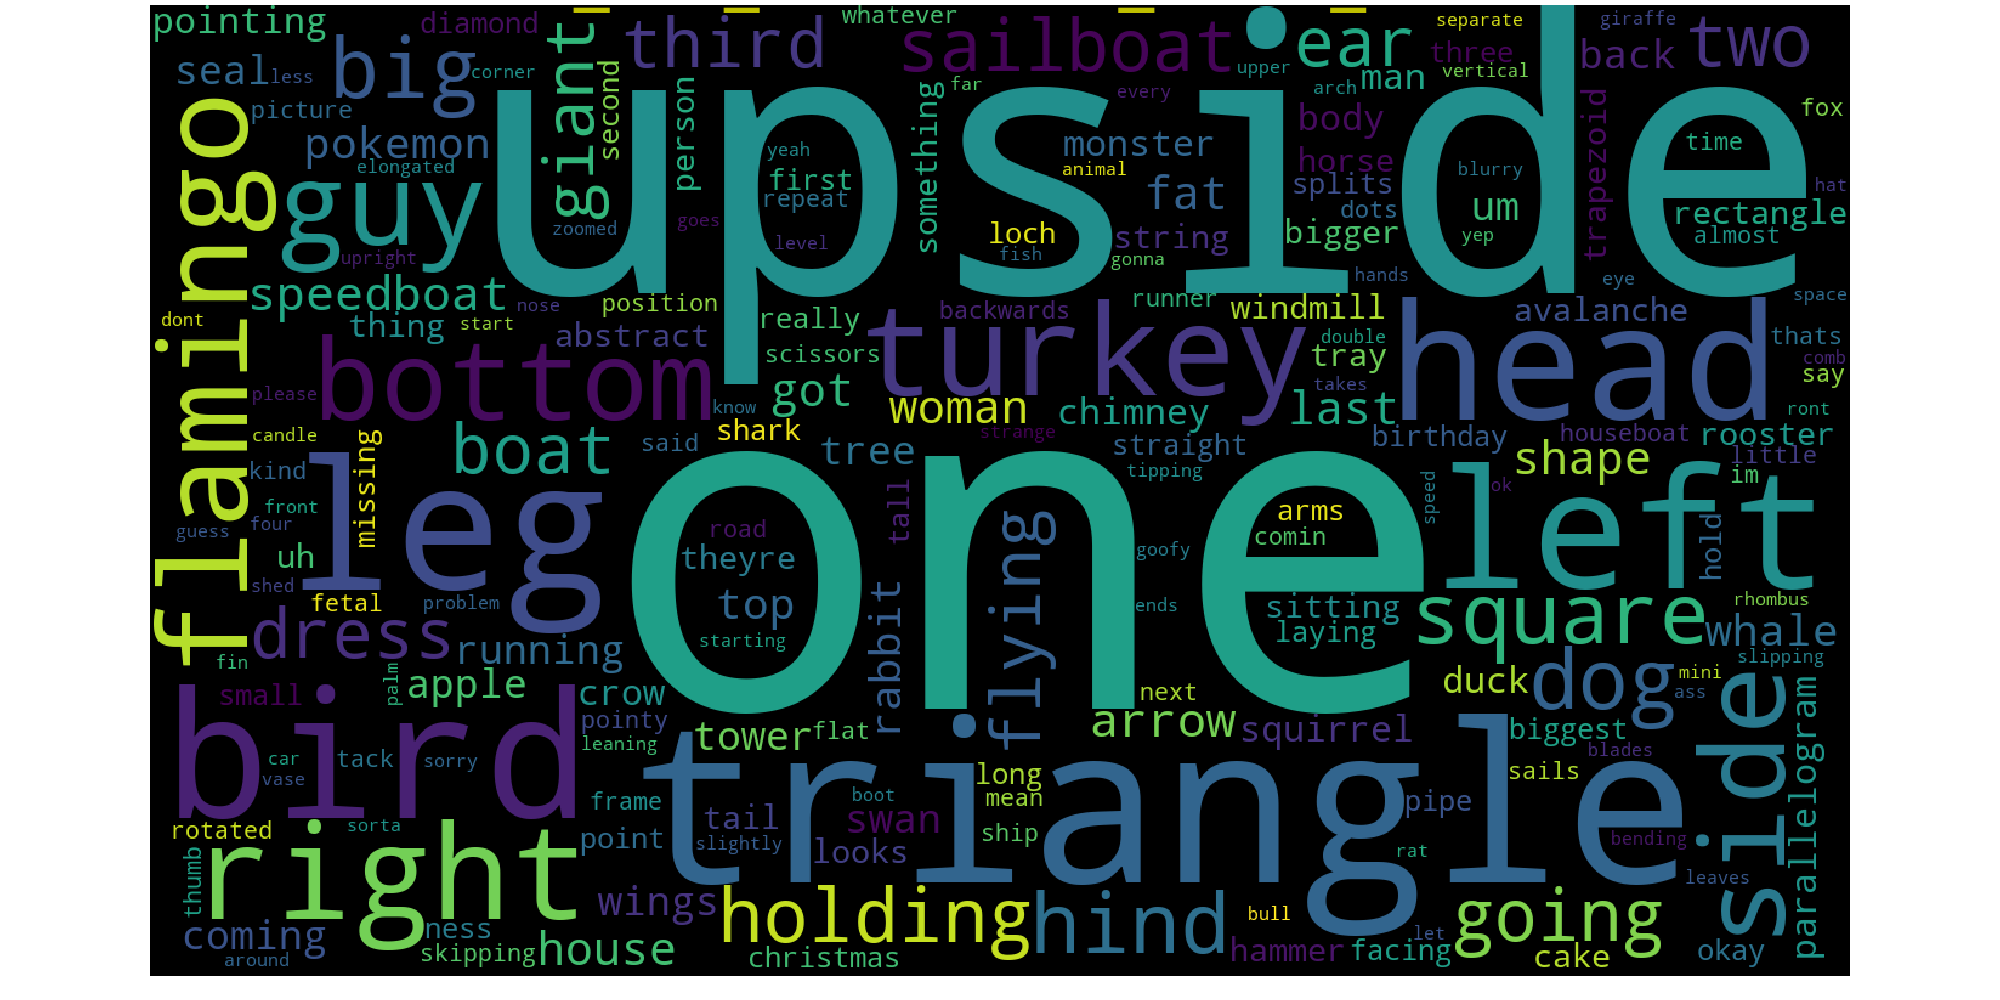 pointing
diamond
whatever
separate
giraffe
seal
less
big
corner
giant
second
third
sailboat
upper
ear
three
back
two
picture
person
something
far
every
arch
man
vertical
trapezoid
fox
flamingo
pokemon
elongated
guy
upside
yeah
first
repeat
monster
animal
fat
body
horse
splits
dots
blurry
um
time
hat
rectangle
almost
zoomed
goes
level
loch
fish
string
gonna
bigger
yep
upright
hands
eye
space
speedboat
nose
position
really
backwards
runner
windmill
avalanche
dont
thing
start
abstract
scissors
turkey
double
tray
head
thats
comb
say
please
bottom
got
know
woman
chimney
takes
last
ront
candle
missing
boat
said
shark
tree
strange
straight
birthday
houseboat
rooster
kind
leg
one
tipping
shape
little
im
front
guess
four
road
tall
flying
arms
speed
ok
left
hold
uh
theyre
goofy
comin
shed
fetal
problem
top
rabbit
ends
sitting
square
rhombus
dress
running
starting
laying
whale
fin
palm
apple
crow
next
duck
dog
slipping
mini
ass
side
parallelogram
small
bird
pointy
leaning
tower
flat
arrow
squirrel
biggest
blades
car
vase
tack
sorry
triangle
long
mean
sails
frame
boot
pipe
rotated
sorta
point
tail
slightly
swan
looks
ship
rat
bending
thumb
right
wings
holding
hind
bull
going
leaves
coming
around
ness
skipping
house
christmas
hammer
facing
let
cake
okay